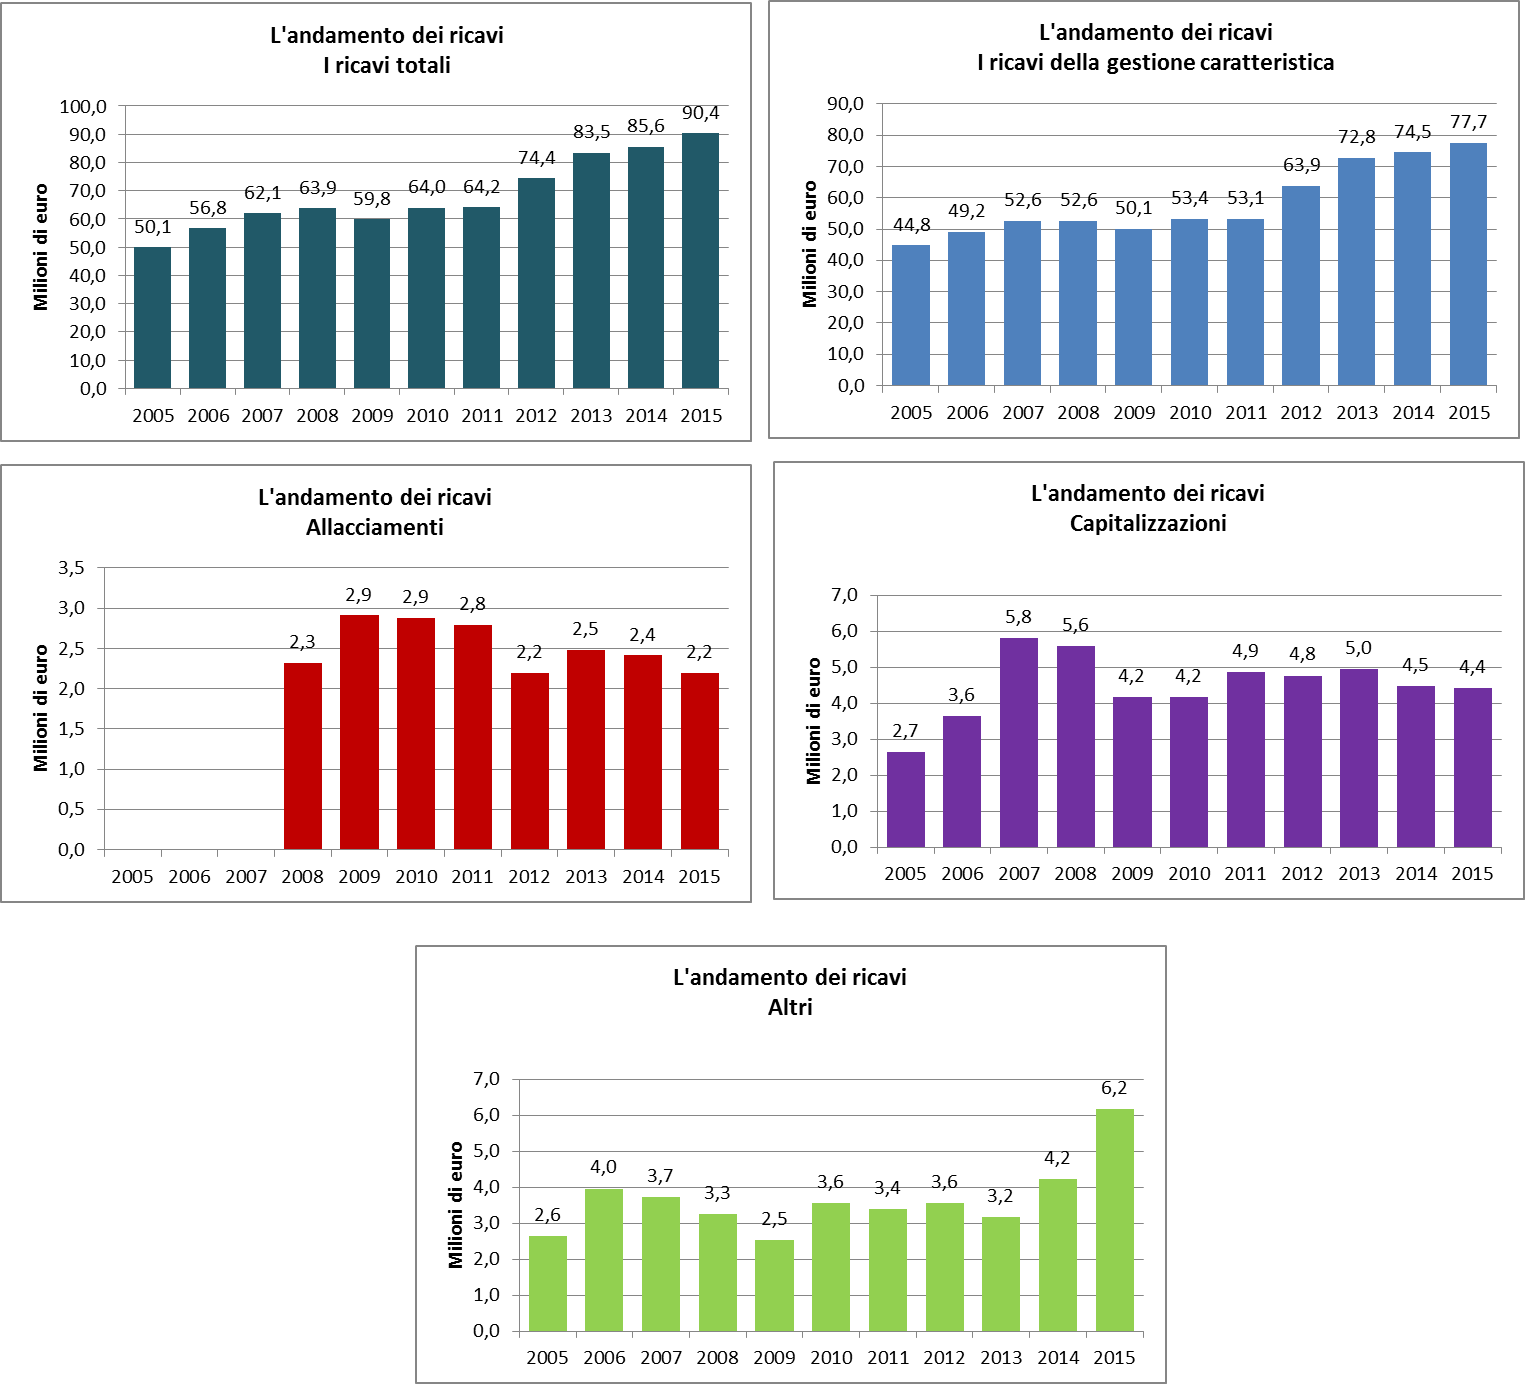 L'andamento dei ricavi
I ricavi totali
Milioni di euro
100,0
90,0
80,0
70,0
60,0
50,0
40,0
30,0
20,0
10,0
0,0
50,1 56,8 62,1 63,9 59,8 64,0 64,2 74,4 83,5 85,6 90,4
2005 2006 2007 2008 2009 2010 2011 2012 2013 2014 2015
L'andamento dei ricavi
I ricavi della gestione caratteristica
Milioni di euro
90,0
80,0
70,0
60,0
50,0
40,0
30,0
20,0
10,0
0,0
44,8 49,2 52,6 52,6 50,1 53,4 53,1 63,9 72,8 74,5 77,7
2005 2006 2007 2008 2009 2010 2011 2012 2013 2014 2015
L'andamento dei ricavi
Allacciamenti
Milioni di euro
3,5
3,0
2,5
2,0
1,5
1,0
0,5
0,0
2,3 2,9 2,9 2,8 2,2 2,5 2,4 2,2
2005 2006 2007 2008 2009 2010 2011 2012 2013 2014 2015
L'andamento dei ricavi
Capitalizzazioni
Milioni di euro
7,0
6,0
5,0
4,0
3,0
2,0
1,0
0,0
2,7 3,6 5,8 5,6 4,2 4,2 4,9 4,8 5,0 4,5 4,4
2005 2006 2007 2008 2009 2010 2011 2012 2013 2014 2015
L'andamento dei ricavi
Altri
Milioni di euro
7,0
6,0
5,0
4,0
3,0
2,0
1,0
0,0
2,6 4,0 3,7 3,3 2,5 3,6 3,4 3,6 3,2 4,2 6,2
2005 2006 2007 2008 2009 2010 2011 2012 2013 2014 2015